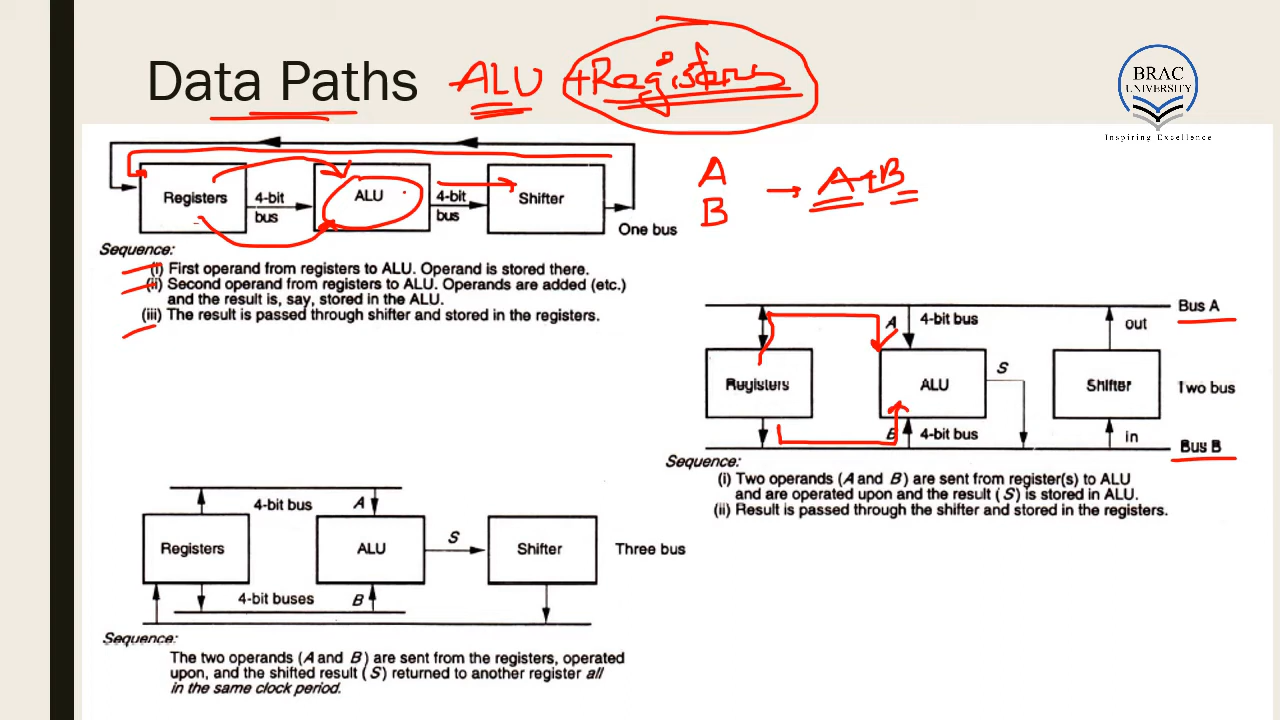 Data Paths ALU + Registers
BRAC
UNIVERSITY
Inspiring Excellence
Registers
4-bit
bus
ALU
4-bit
bus
Shifter
One bus
A
B
→ A+B
Sequence:
(i) First operand from registers to ALU. Operand is stored there.
(ii) Second operand from registers to ALU. Operands are added (etc.)
and the result is, say, stored in the ALU.
(iii) The result is passed through shifter and stored in the registers.
Bus A
A
4-bit bus
out
Registers
ALU
S
Shifter
Two bus
B
4-bit bus
in
Bus B
Sequence:
(i) Two operands (A and B) are sent from register(s) to ALU
and are operated upon and the result (S) is stored in ALU.
(ii) Result is passed through the shifter and stored in the registers.
4-bit bus
A
Registers
ALU
S
Shifter
Three bus
4-bit buses
B
Sequence:
The two operands (A and B) are sent from the registers, operated
upon, and the shifted result (S) returned to another register all
in the same clock period.